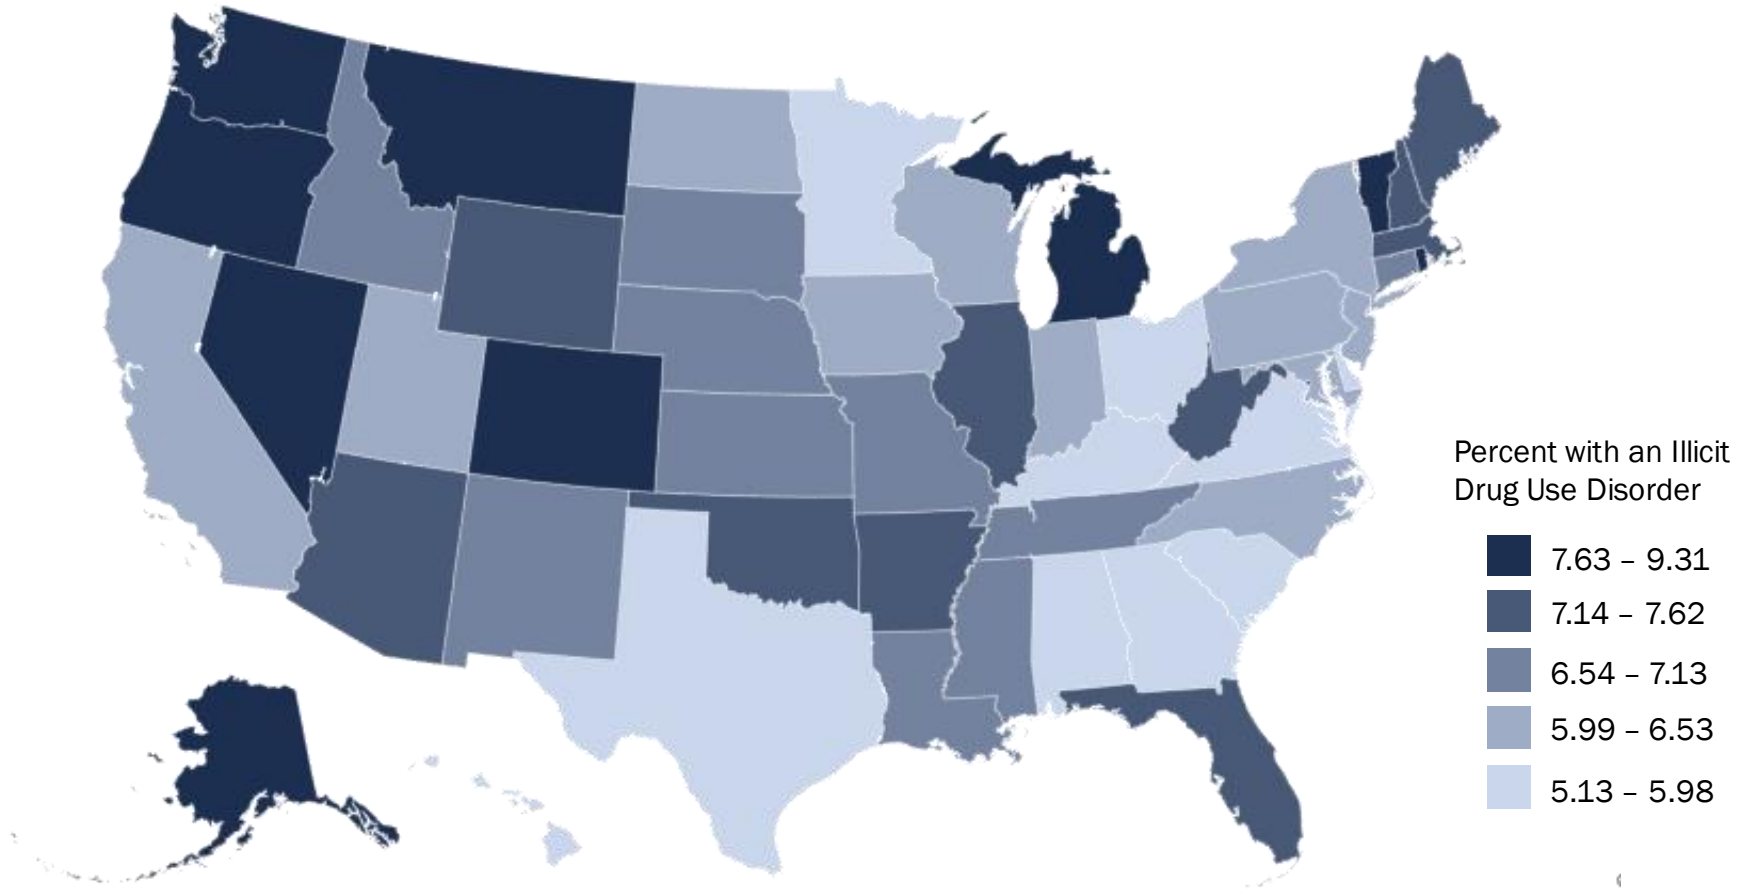 Percent with an Illicit
Drug Use Disorder
7.63 – 9.31
7.14 – 7.62
6.54 – 7.13
5.99 – 6.53
5.13 – 5.98